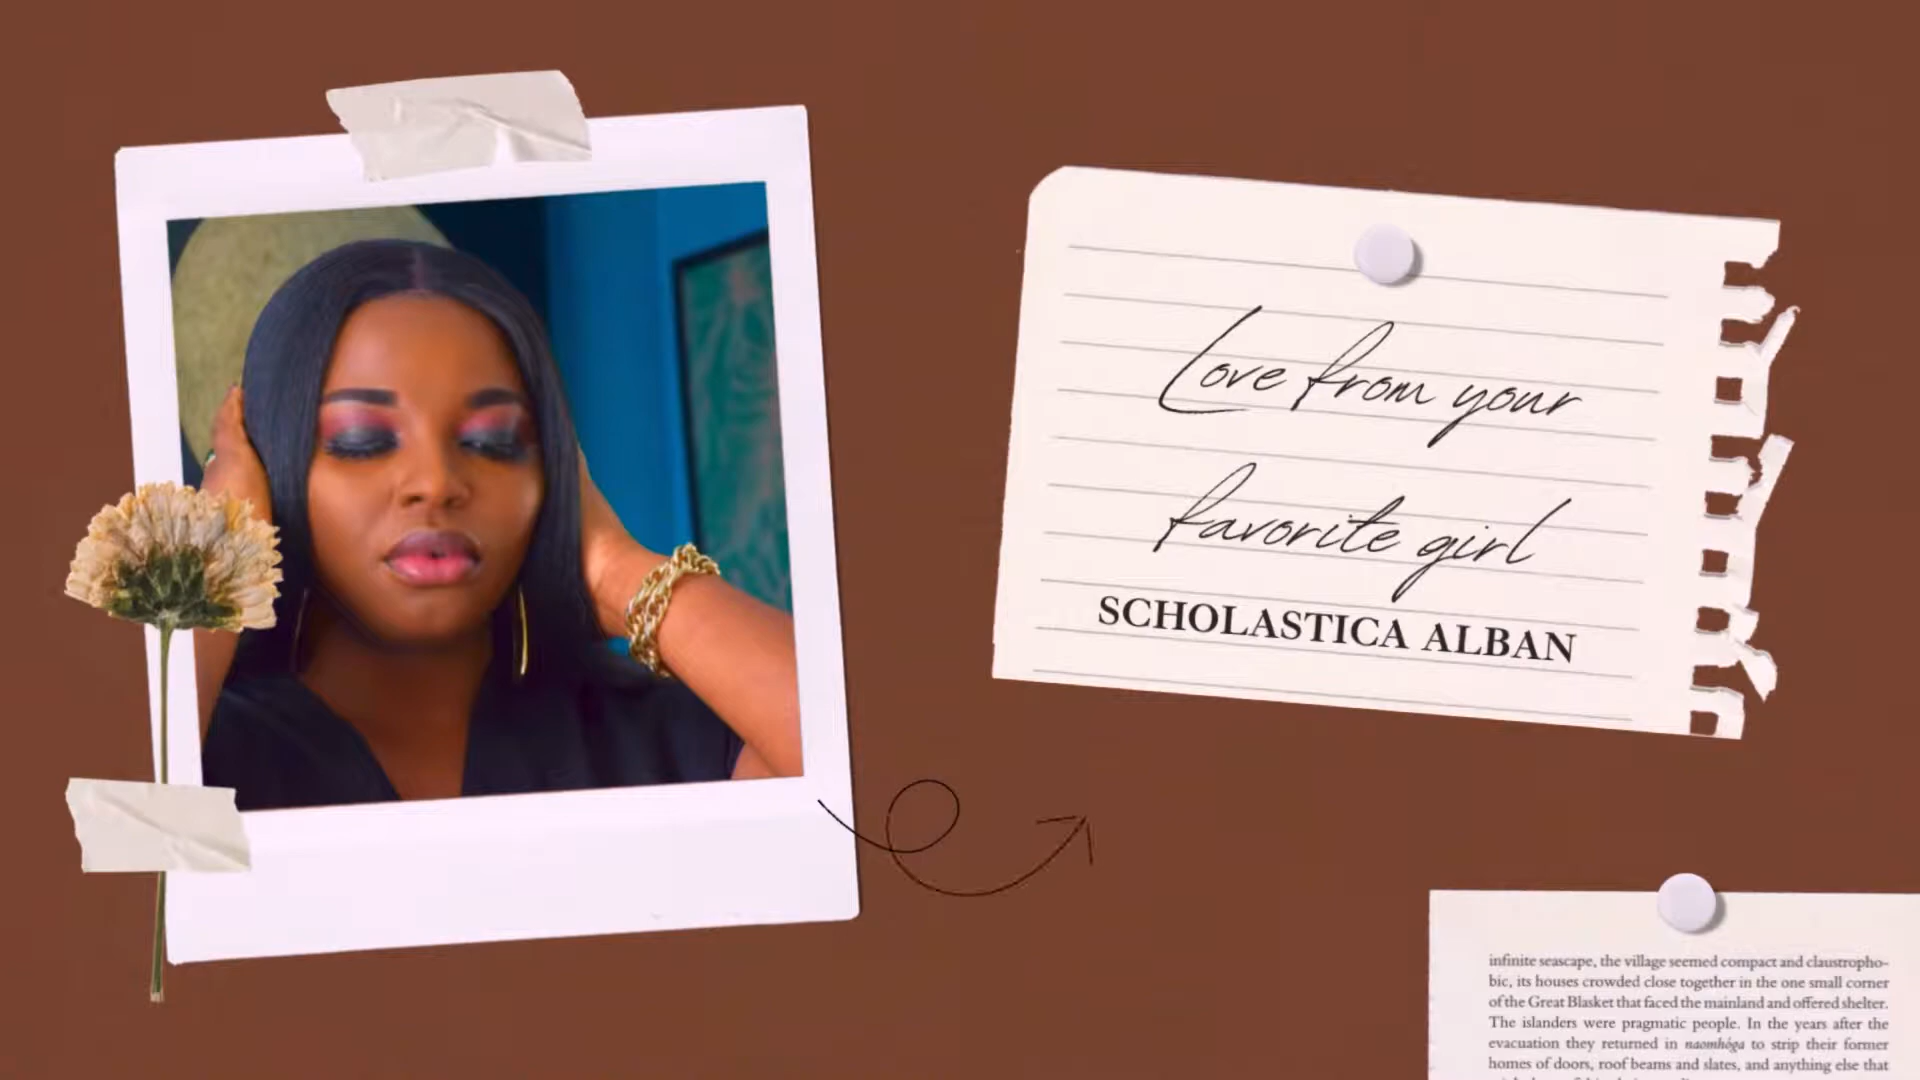 Love from your
favorite girl
SCHOLASTICA ALBAN
infinite seascape, the village seemed compact and claustropho-
bic, its houses crowded close together in the one small corner
of the Great Blasket that faced the mainland and offered shelter.
The islanders were pragmatic people. In the years after the
evacuation they returned in naomhóga to strip their former
homes of doors, roof beams and slates, and anything else that